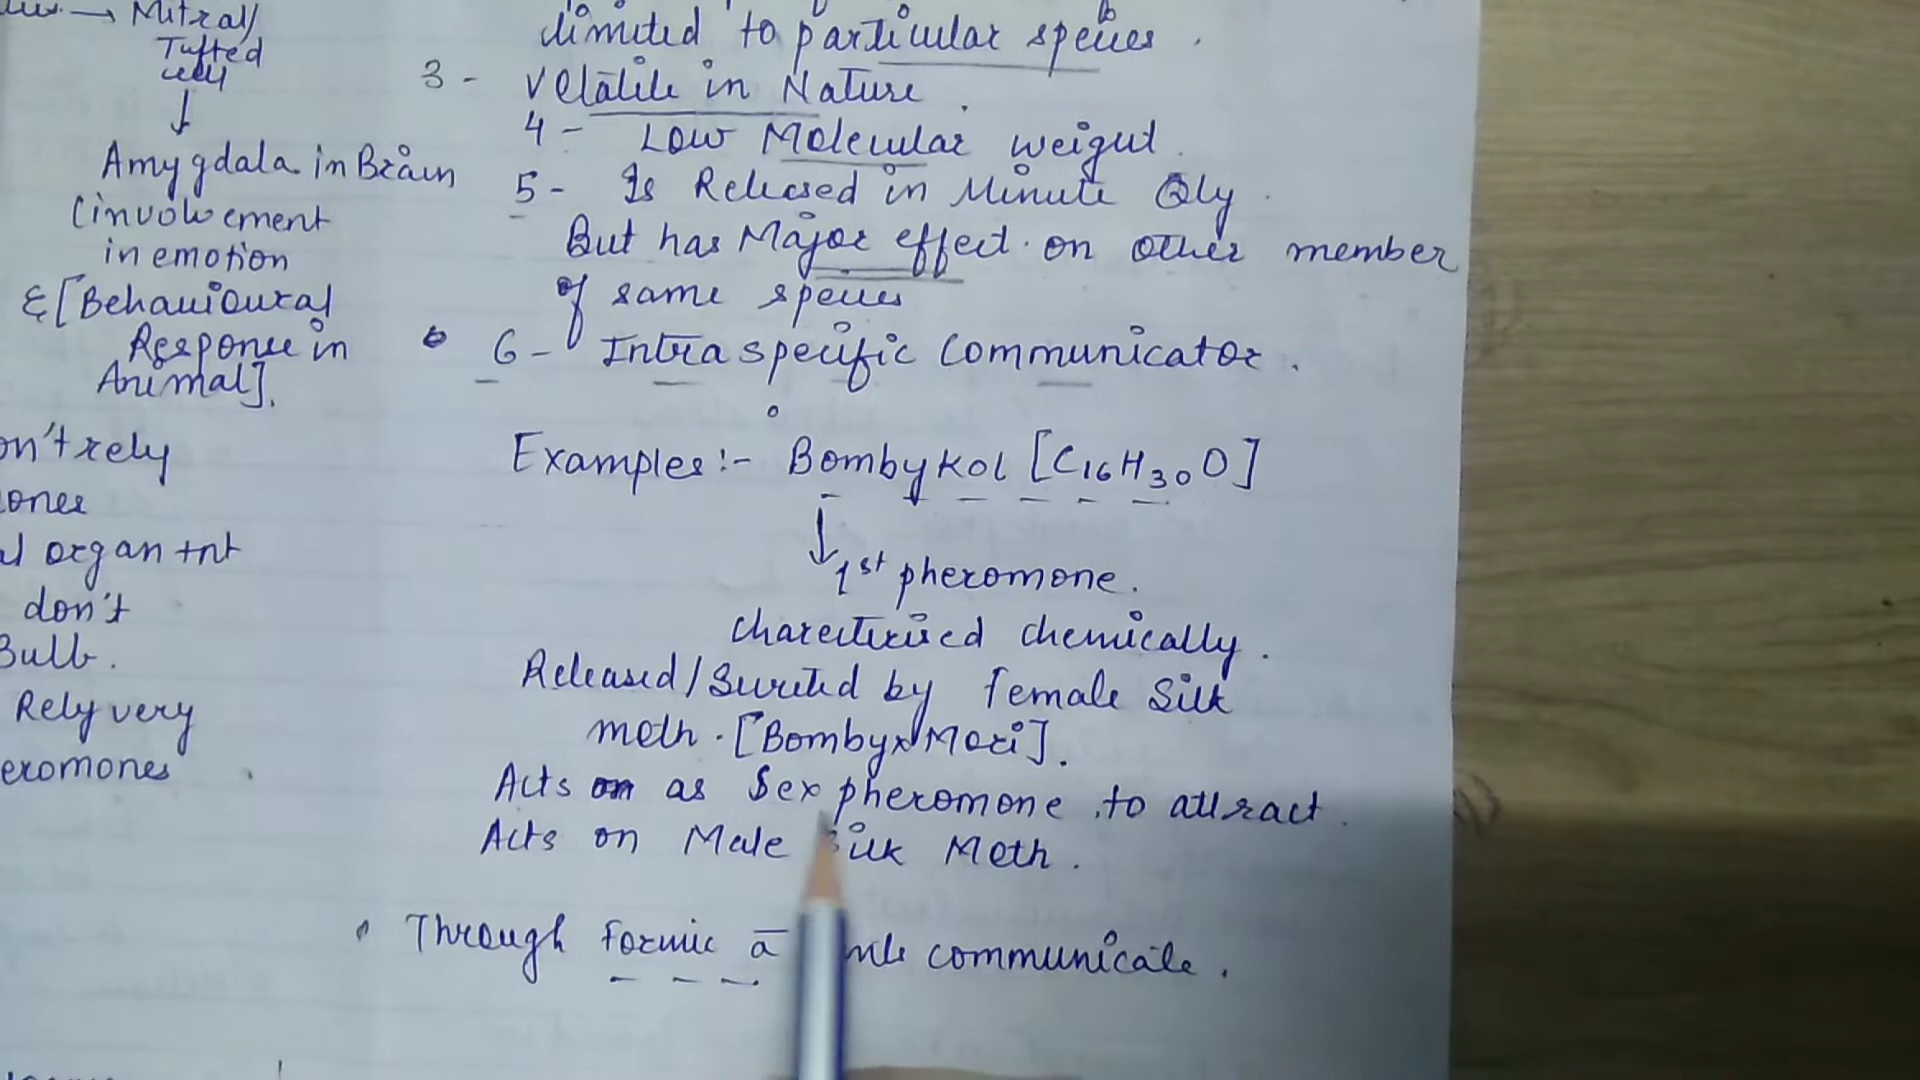 → Mitral/
Tufted
cell
↓
Amygdala in Brain
(involvement
in emotion
& [Behavioural
Response in
Animal].
on't rely
ones
l organ tnt
don't
Bulb.
Rely very
eromones
limited to particular species.
3 - Volatile in Nature.
4 - Low Molecular weight.
5 - Is Released in Minute Qty.
But has Major effect on other member
of same species
6 - Intraspecific Communicator.
Examples :- Bombykol [C₁₆H₃₀O]
↓ 1st pheromone.
charecterised chemically.
Released/Secreted by female Silk
moth. [Bombyx Mori].
Acts as Sex pheromone to attract.
Acts on Male Silk Moth.
Through formic communicate.